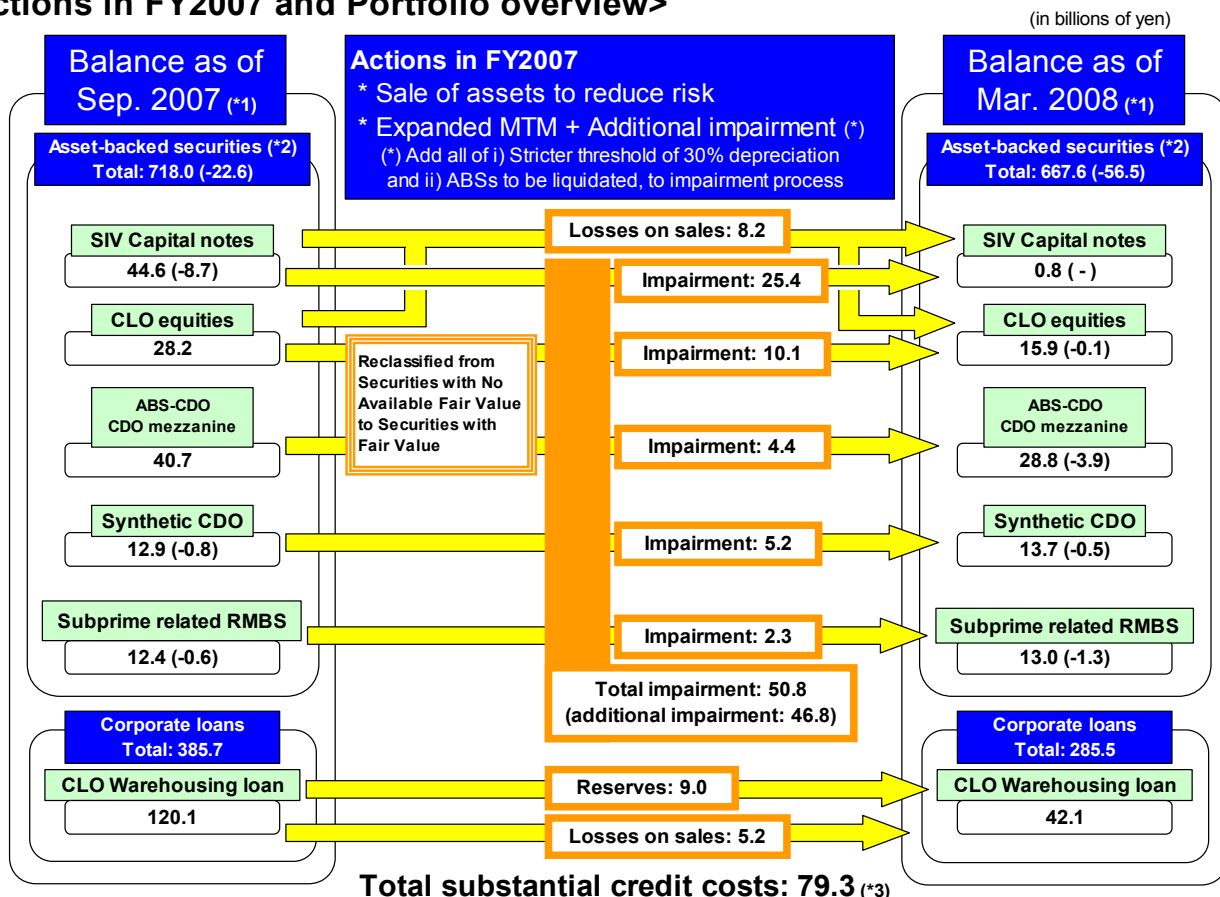 ctions in FY2007 and Portfolio overview>
(in billions of yen)
Balance as of
Sep. 2007 (*1)
Asset-backed securities (*2)
Total: 718.0 (-22.6)
SIV Capital notes
44.6 (-8.7)
CLO equities
28.2
ABS-CDO
CDO mezzanine
40.7
Synthetic CDO
12.9 (-0.8)
Subprime related RMBS
12.4 (-0.6)
Corporate loans
Total: 385.7
CLO Warehousing loan
120.1
Actions in FY2007
* Sale of assets to reduce risk
* Expanded MTM + Additional impairment (*)
(*) Add all of i) Stricter threshold of 30% depreciation
and ii) ABSs to be liquidated, to impairment process
Losses on sales: 8.2
Impairment: 25.4
Reclassified from
Securities with No
Available Fair Value
to Securities with
Fair Value
Impairment: 10.1
Impairment: 4.4
Impairment: 5.2
Impairment: 2.3
Total impairment: 50.8
(additional impairment: 46.8)
Reserves: 9.0
Losses on sales: 5.2
Balance as of
Mar. 2008 (*1)
Asset-backed securities (*2)
Total: 667.6 (-56.5)
SIV Capital notes
0.8 ( - )
CLO equities
15.9 (-0.1)
ABS-CDO
CDO mezzanine
28.8 (-3.9)
Synthetic CDO
13.7 (-0.5)
Subprime related RMBS
13.0 (-1.3)
Corporate loans
Total: 285.5
CLO Warehousing loan
42.1
Total substantial credit costs: 79.3 (*3)